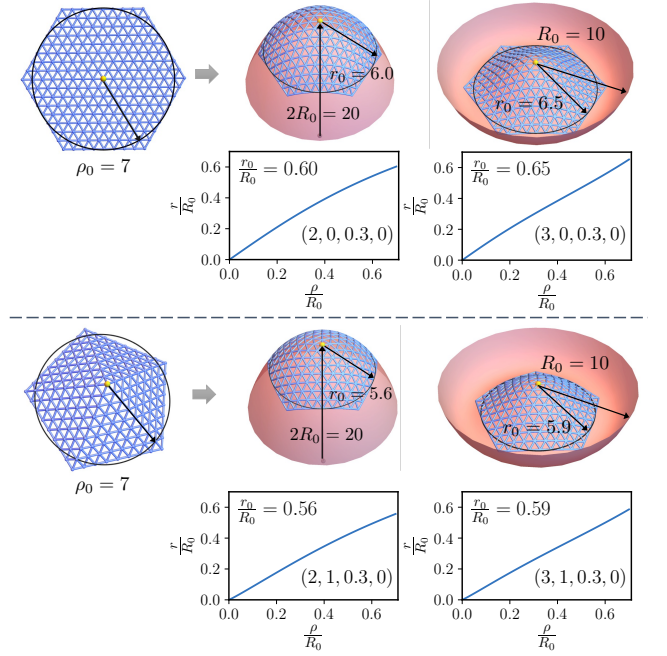 ρ₀ = 7
r₀ = 6.0
2R₀ = 20
R₀ = 10
r₀ = 6.5
r₀/R₀ = 0.60
(2, 0, 0.3, 0)
r/R₀
0.6
0.4
0.2
0.0
0.0 0.2 0.4 0.6
ρ/R₀
r₀/R₀ = 0.65
(3, 0, 0.3, 0)
r/R₀
0.6
0.4
0.2
0.0
0.0 0.2 0.4 0.6
ρ/R₀
ρ₀ = 7
r₀ = 5.6
2R₀ = 20
R₀ = 10
r₀ = 5.9
r₀/R₀ = 0.56
(2, 1, 0.3, 0)
r/R₀
0.6
0.4
0.2
0.0
0.0 0.2 0.4 0.6
ρ/R₀
r₀/R₀ = 0.59
(3, 1, 0.3, 0)
r/R₀
0.6
0.4
0.2
0.0
0.0 0.2 0.4 0.6
ρ/R₀